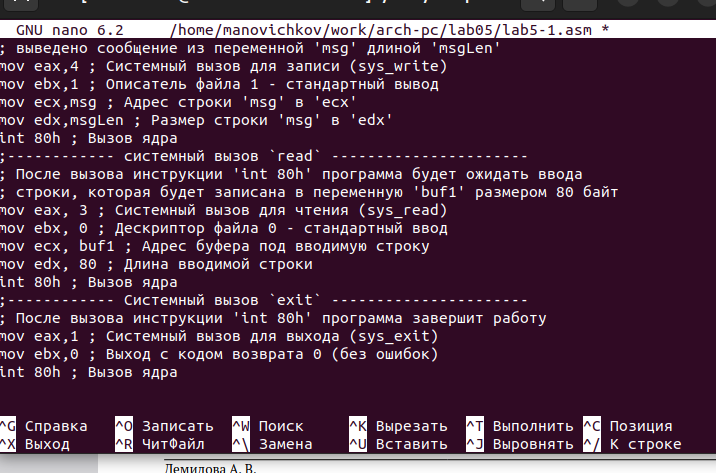 GNU nano 6.2 /home/manovichkov/work/arch-pc/lab05/lab5-1.asm *
; выведено сообщение из переменной 'msg' длиной 'msgLen'
mov eax,4 ; Системный вызов для записи (sys_write)
mov ebx,1 ; Описатель файла 1 - стандартный вывод
mov ecx,msg ; Адрес строки 'msg' в 'ecx'
mov edx,msgLen ; Размер строки 'msg' в 'edx'
int 80h ; Вызов ядра
;----------- системный вызов `read` ----------------------
; После вызова инструкции 'int 80h' программа будет ожидать ввода
; строки, которая будет записана в переменную 'buf1' размером 80 байт
mov eax, 3 ; Системный вызов для чтения (sys_read)
mov ebx, 0 ; Дескриптор файла 0 - стандартный ввод
mov ecx, buf1 ; Адрес буфера под вводимую строку
mov edx, 80 ; Длина вводимой строки
int 80h ; Вызов ядра
;----------- Системный вызов `exit` ----------------------
; После вызова инструкции 'int 80h' программа завершит работу
mov eax,1 ; Системный вызов для выхода (sys_exit)
mov ebx,0 ; Выход с кодом возврата 0 (без ошибок)
int 80h ; Вызов ядра
^G Справка ^O Записать ^W Поиск ^K Вырезать ^T Выполнить ^C Позиция
^X Выход ^R ЧитФайл ^\ Замена ^U Вставить ^J Выровнять ^/ К строке
Демидова А. В.